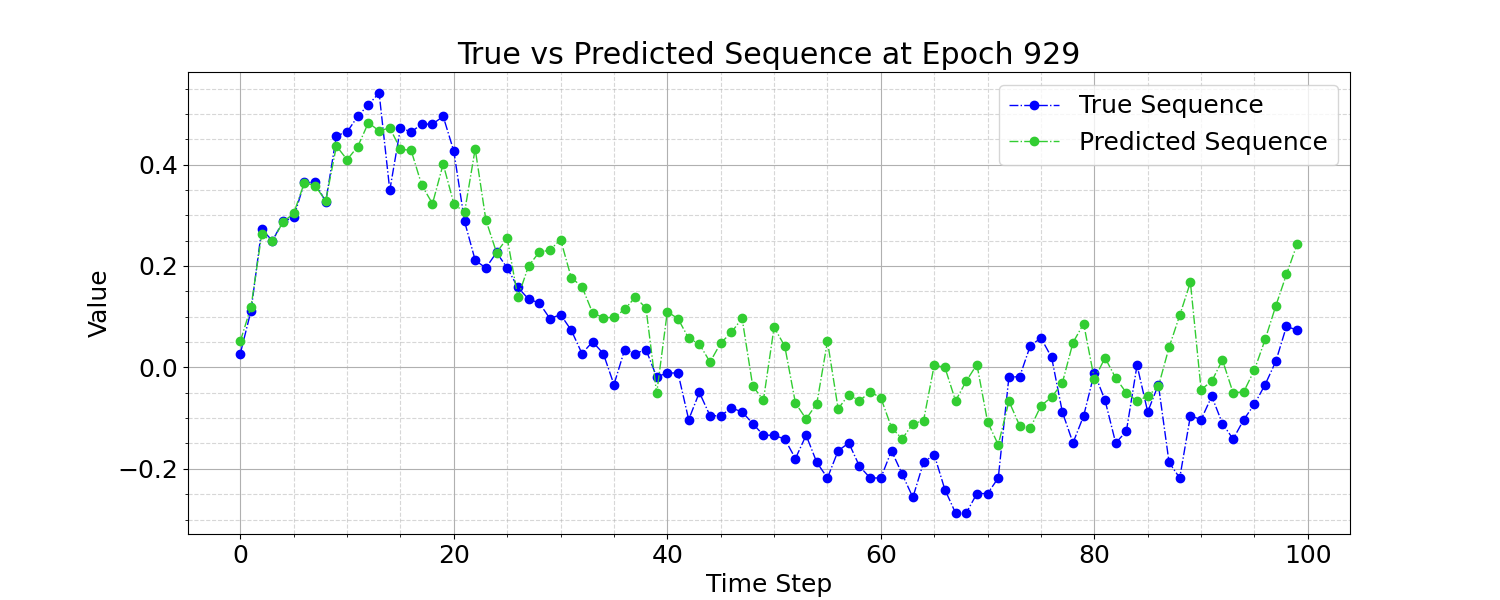 True vs Predicted Sequence at Epoch 929
True Sequence
Predicted Sequence
Value
0.4
0.2
0.0
−0.2
0 20 40 60 80 100
Time Step